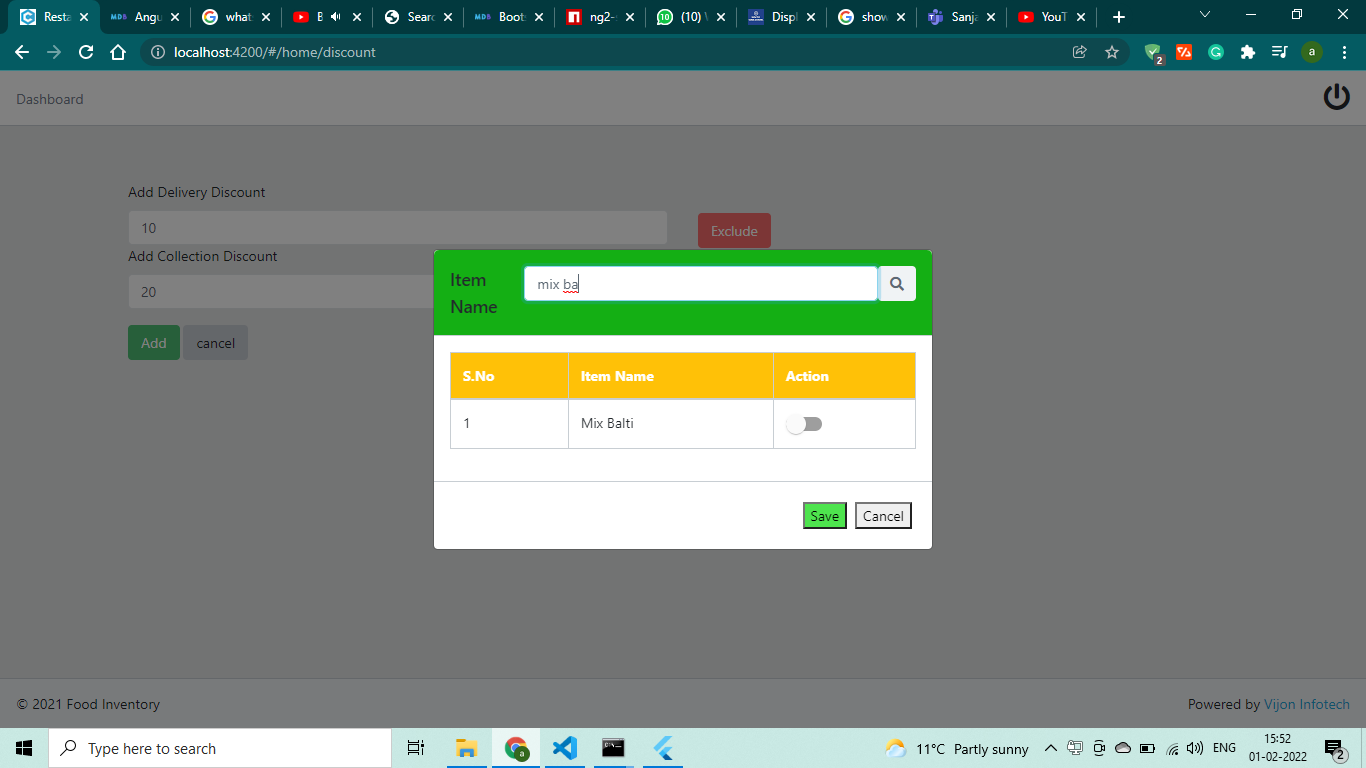 Resta
Angu
what
B
Searc
MDB
Boots
ng2-s
(10) W
Displ
show
Sanja
YouT
localhost:4200/#/home/discount
2
a
Dashboard
Add Delivery Discount
10
Exclude
Add Collection Discount
20
Add
cancel
Item
Name
mix ba
S.No
Item Name
Action
1
Mix Balti
Save
Cancel
© 2021 Food Inventory
Powered by Vijon Infotech
Type here to search
11°C Partly sunny
ENG
15:52
01-02-2022
2